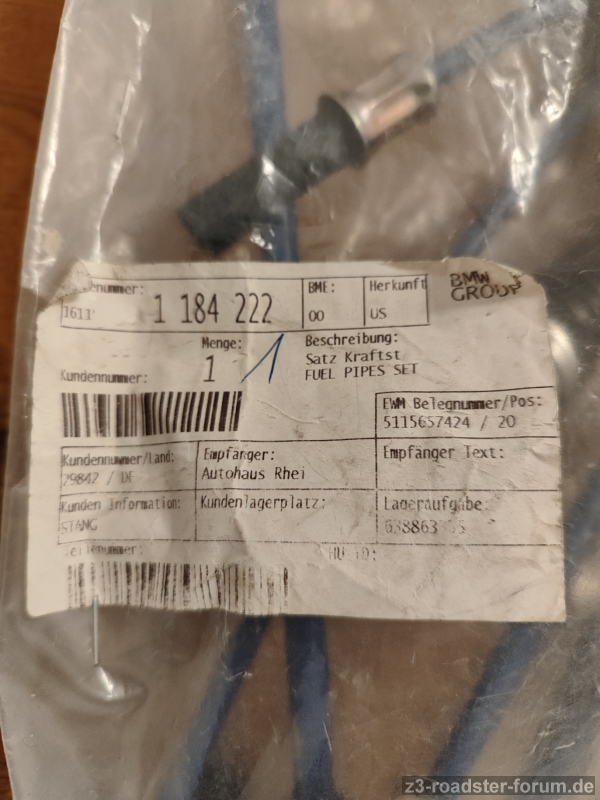 BME:
Herkunft
BMW
GROUP
1 184 222
00
US
Menge:
Beschreibung:
1
Satz Kraftst
FUEL PIPES SET
Kundennummer:
EWM Belegnummer/Pos:
5115657424 / 20
Kundennummer/Land:
Empfänger:
Empfänger Text:
29842 / DE
Autohaus Rhei
Kunden Information:
Kundenlagerplatz:
Lageraufgabe:
STANG
Teilenummer:
HU ID:
z3-roadster-forum.de